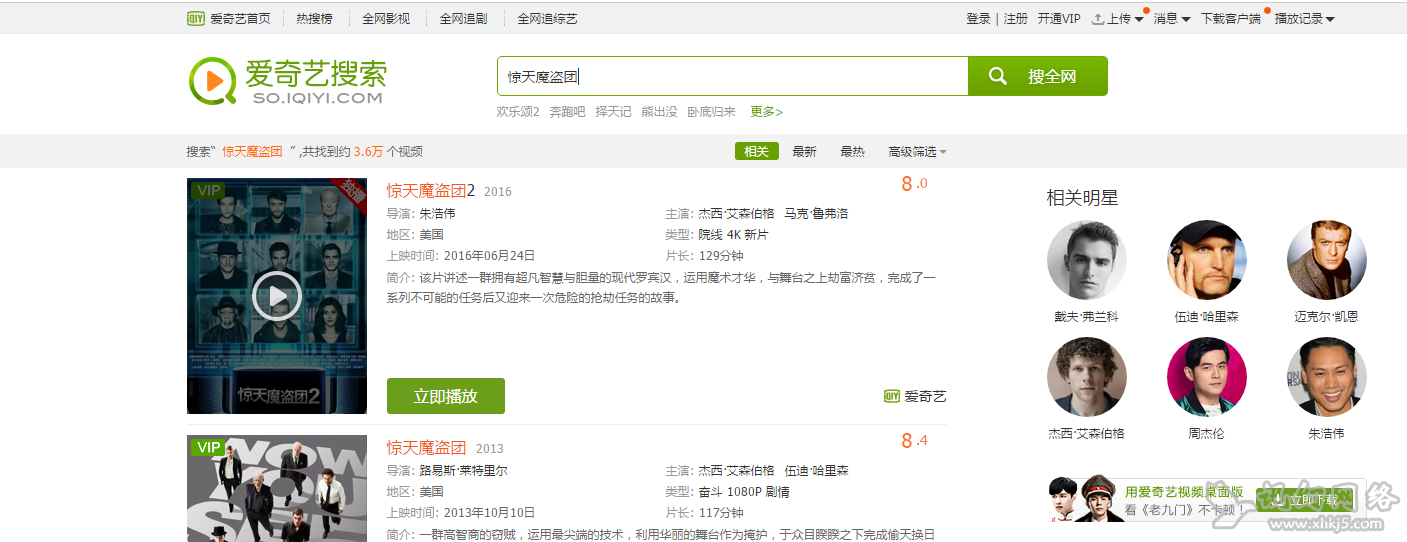 爱奇艺首页 热搜榜 全网影视 全网追剧 全网追综艺 登录 | 注册 开通VIP 上传 消息 下载客户端 播放记录
爱奇艺搜索
SO.IQIYI.COM
惊天魔盗团 搜全网
欢乐颂2 奔跑吧 择天记 熊出没 卧底归来 更多>
搜索“ 惊天魔盗团 ” ,共找到约 3.6万 个视频 相关 最新 最热 高级筛选
VIP 独播
惊天魔盗团2
惊天魔盗团2 2016 8.0
导演: 朱浩伟 主演: 杰西·艾森伯格 马克·鲁弗洛
地区: 美国 类型: 院线 4K 新片
上映时间: 2016年06月24日 片长: 129分钟
简介: 该片讲述一群拥有超凡智慧与胆量的现代罗宾汉，运用魔术才华，与舞台之上劫富济贫，完成了一
系列不可能的任务后又迎来一次危险的抢劫任务的故事。
立即播放 爱奇艺
VIP
NOW YOU SEE
惊天魔盗团 2013 8.4
导演: 路易斯·莱特里尔 主演: 杰西·艾森伯格 伍迪·哈里森
地区: 美国 类型: 奋斗 1080P 剧情
上映时间: 2013年10月10日 片长: 117分钟
简介: 一群高智商的窃贼，运用最尖端的技术，利用华丽的舞台作为掩护，于众目睽睽之下完成偷天换日
相关明星
戴夫·弗兰科 伍迪·哈里森 迈克尔·凯恩
杰西·艾森伯格 周杰伦 朱浩伟
用爱奇艺视频桌面版
看《老九门》不卡顿！ 立即下载
www.xhkj5.com